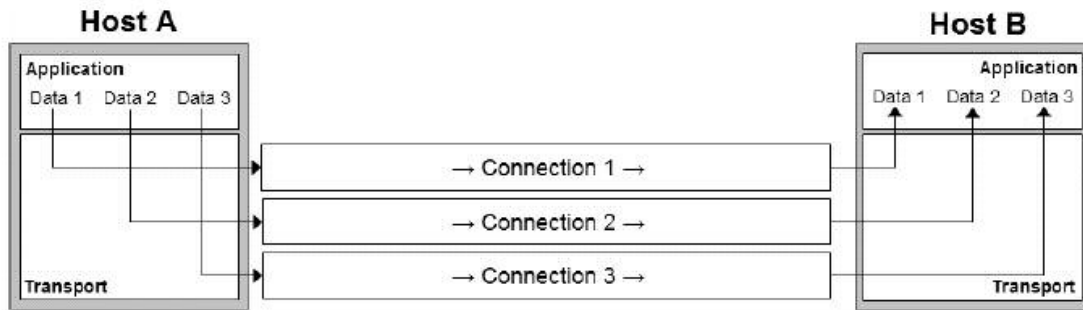 Host A
Host B
Application
Data 1 Data 2 Data 3
Application
Data 1 Data 2 Data 3
→ Connection 1 →
→ Connection 2 →
→ Connection 3 →
Transport
Transport